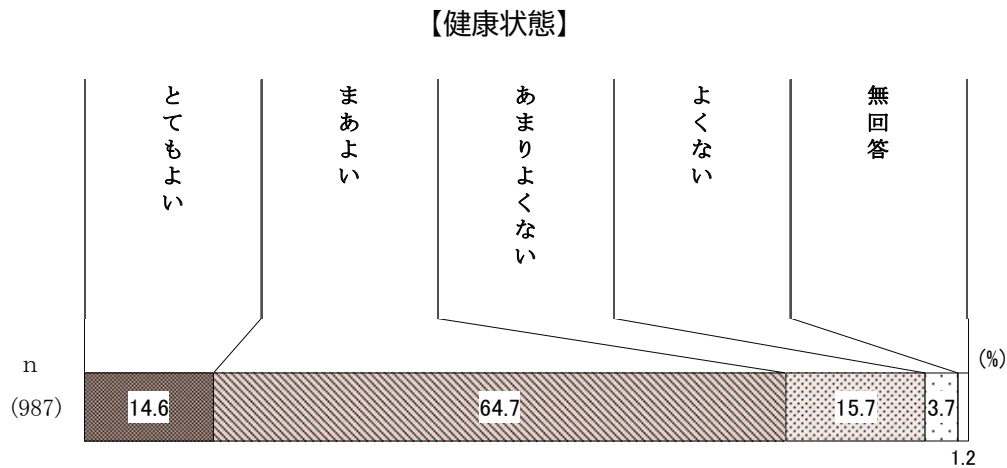 【健康状態】
とてもよい
まあよい
あまりよくない
よくない
無回答
(%)
n
(987)
14.6
64.7
15.7
3.7
1.2